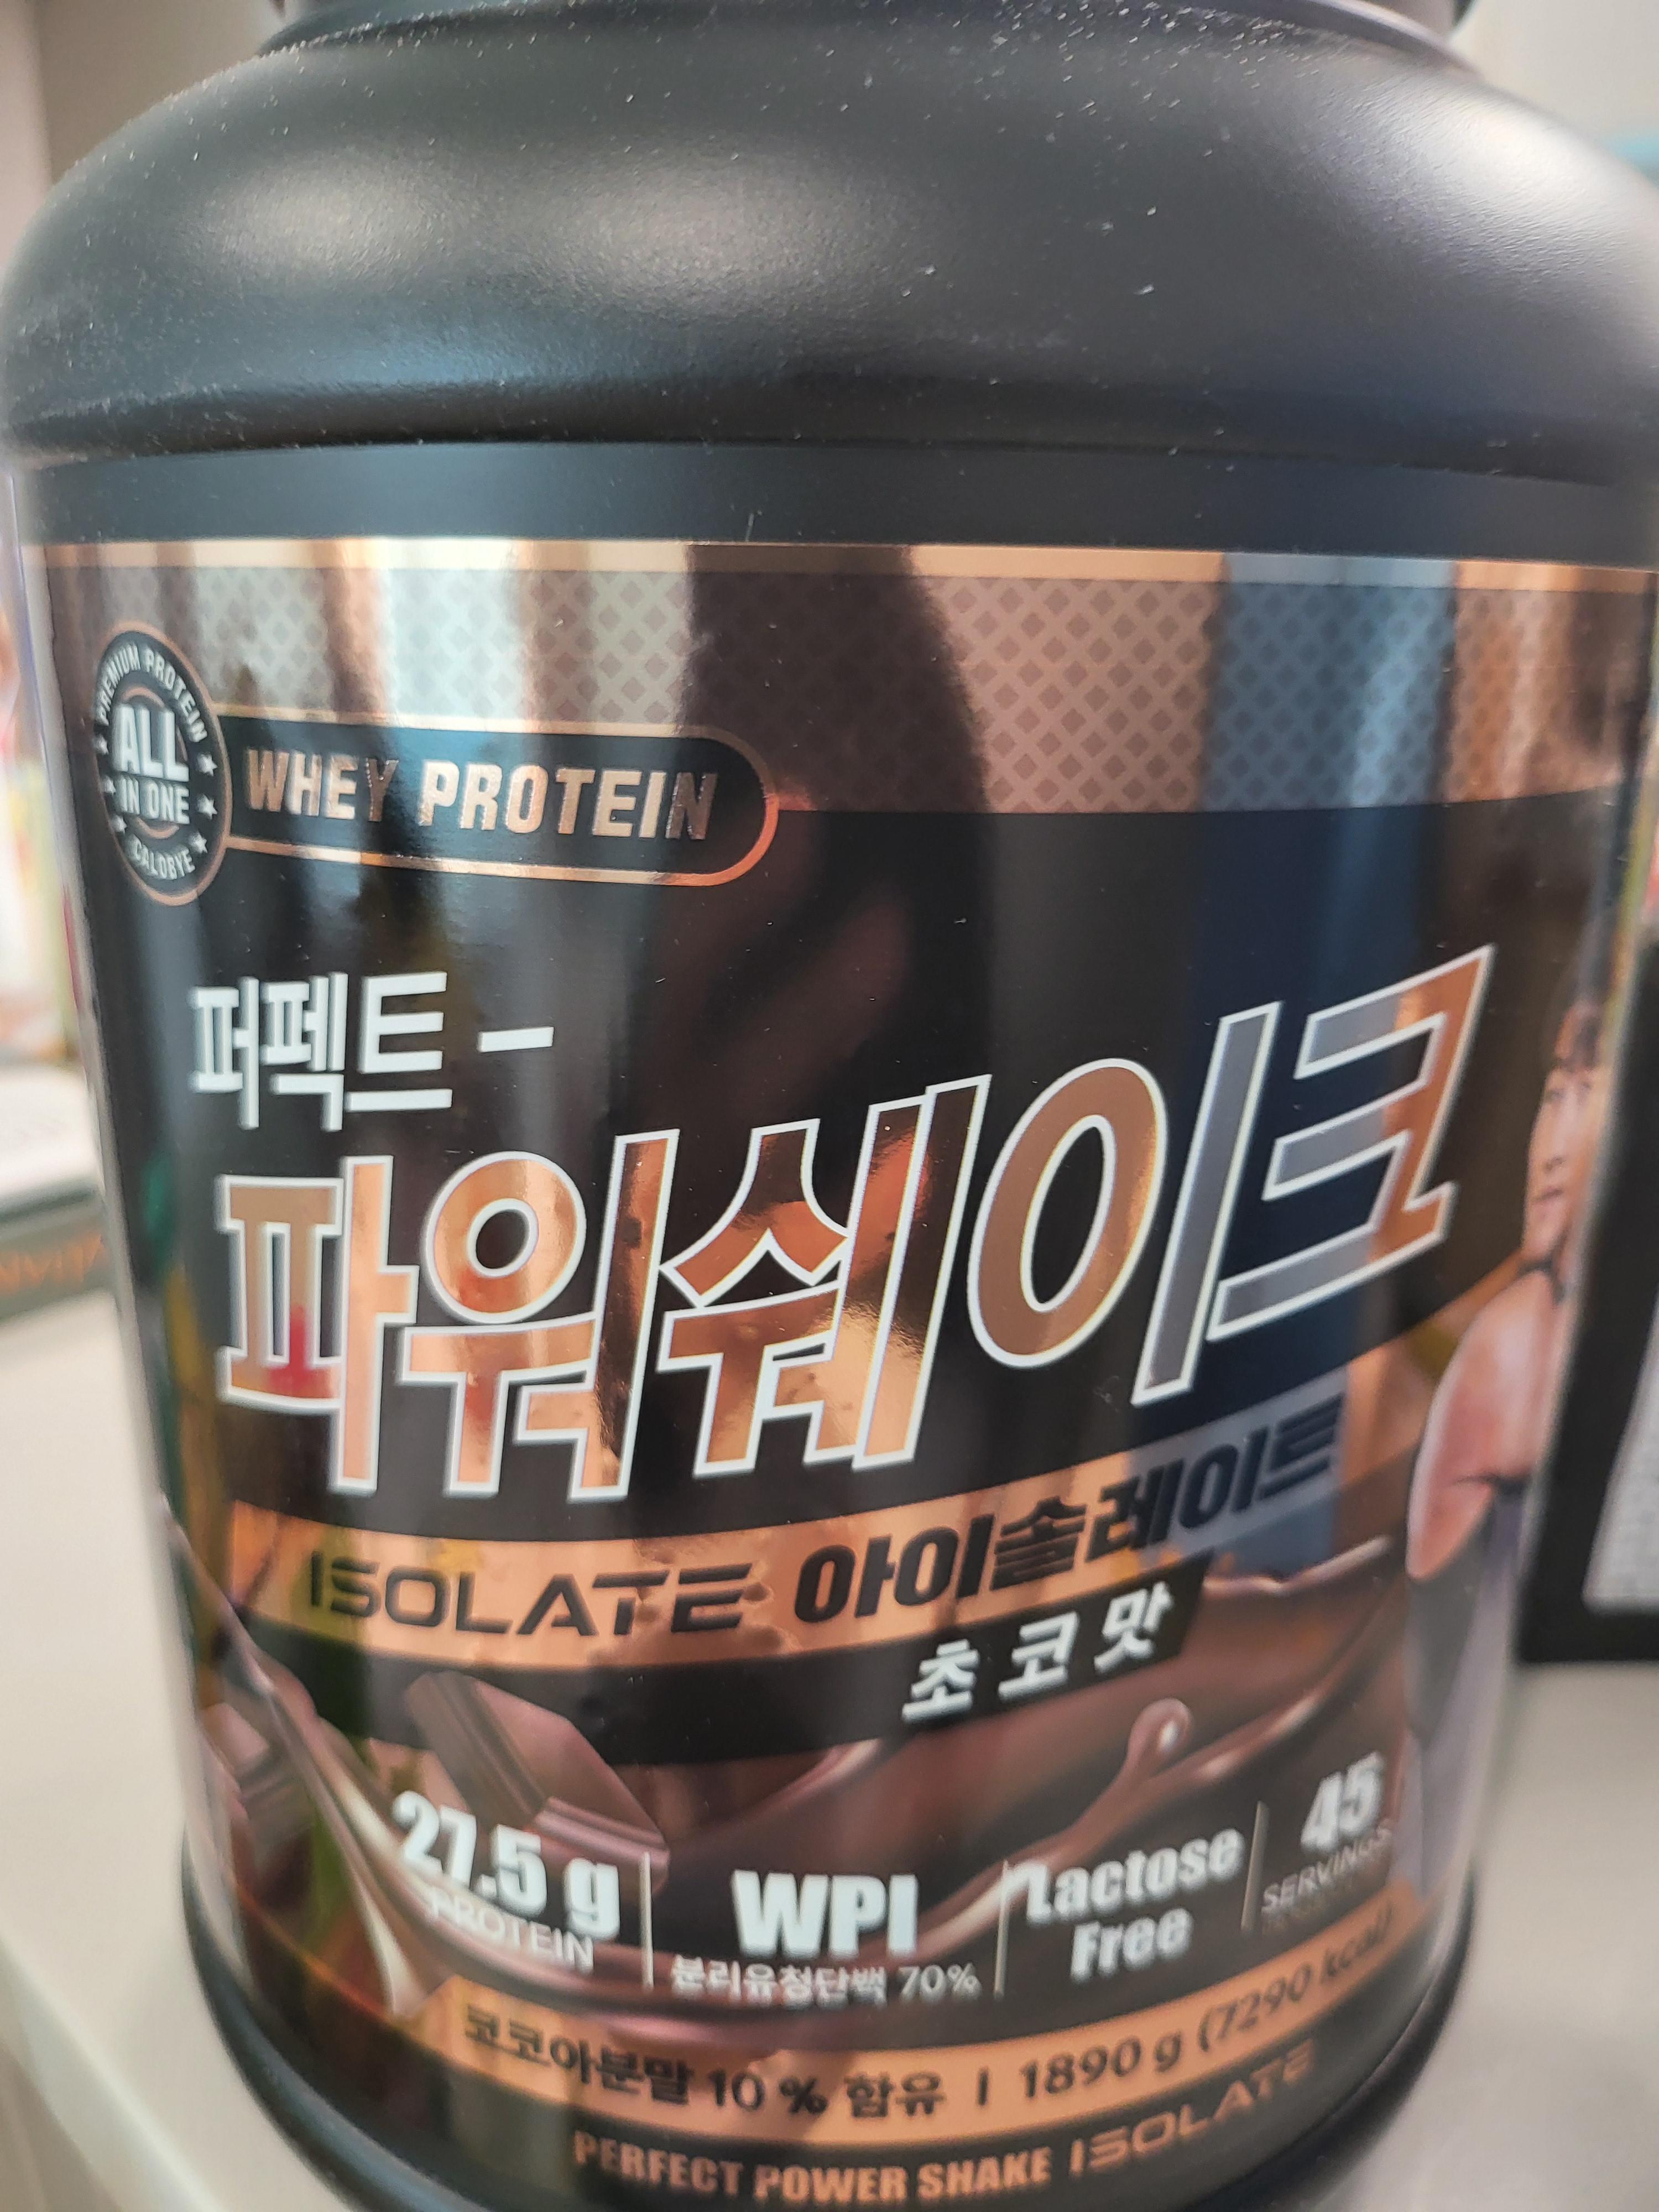 PREMIUM PROTEIN
ALL
IN ONE
CALOBYE
WHEY PROTEIN
퍼펙트 -
파워쉐이크
ISOLATE 아이솔레이트
초코맛
27.5 g
PROTEIN
WPI
분리유청단백 70%
Lactose
Free
45
SERVINGS
코코아분말 10 % 함유 | 1890 g (7290 kcal)
PERFECT POWER SHAKE ISOLATE